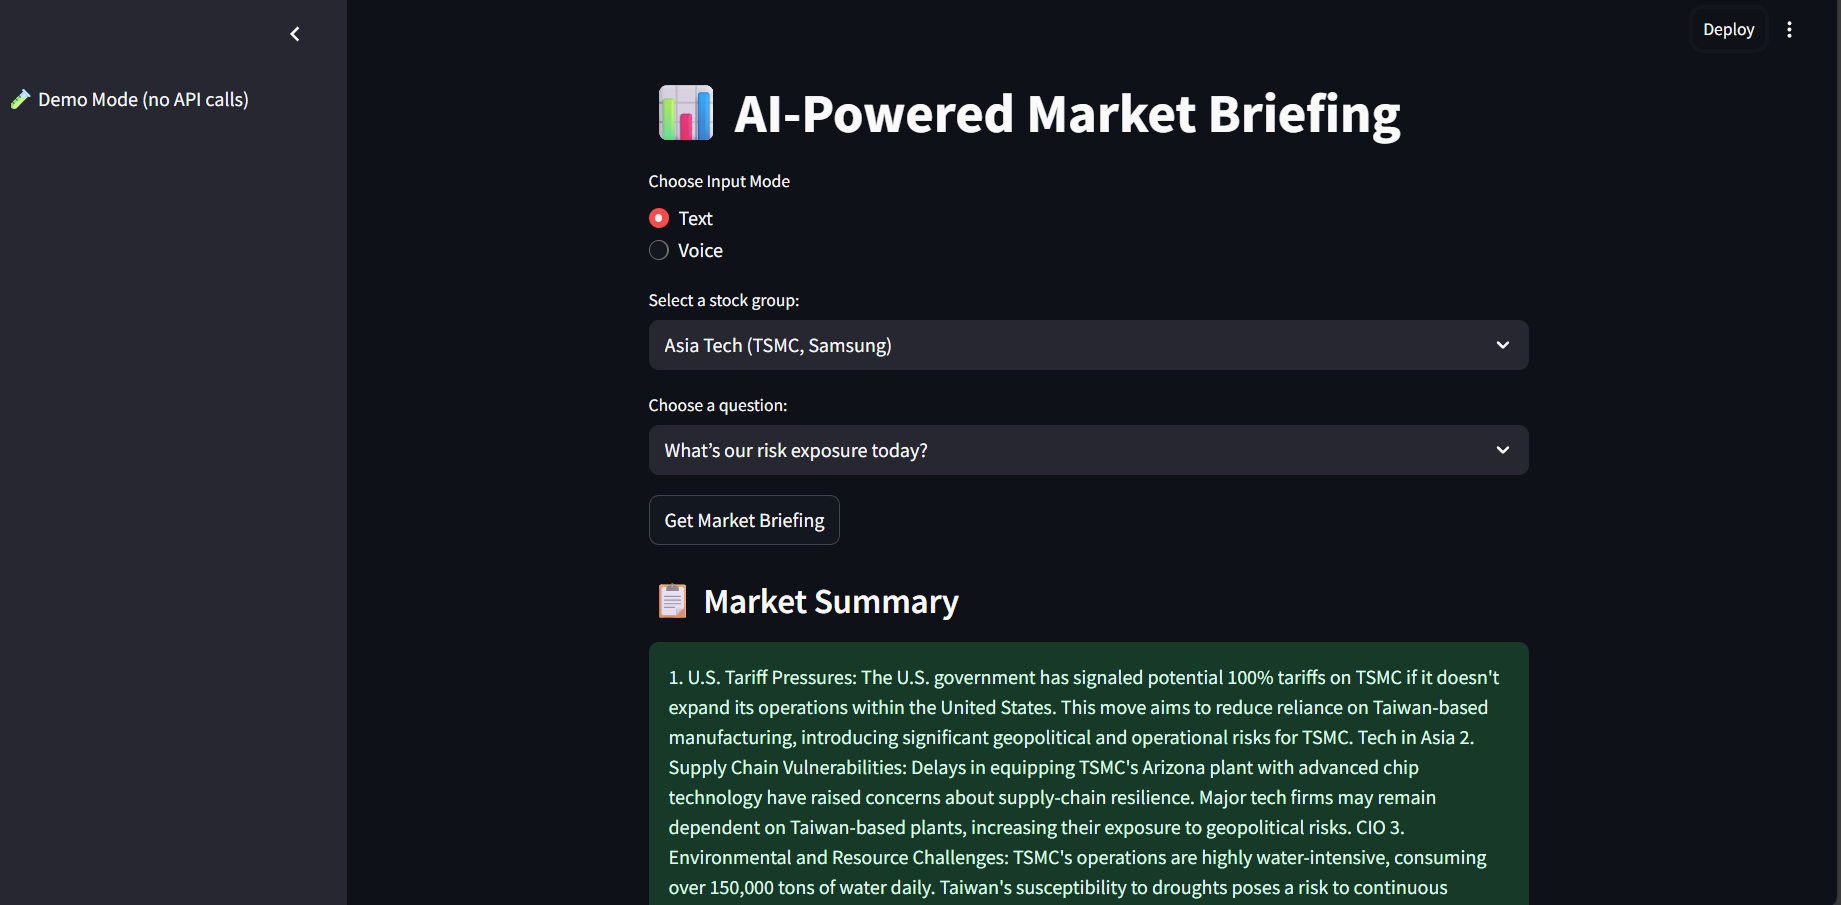 Deploy
Demo Mode (no API calls)
AI-Powered Market Briefing
Choose Input Mode
Text
Voice
Select a stock group:
Asia Tech (TSMC, Samsung)
Choose a question:
What’s our risk exposure today?
Get Market Briefing
Market Summary
1. U.S. Tariff Pressures: The U.S. government has signaled potential 100% tariffs on TSMC if it doesn't
expand its operations within the United States. This move aims to reduce reliance on Taiwan-based
manufacturing, introducing significant geopolitical and operational risks for TSMC. Tech in Asia 2.
Supply Chain Vulnerabilities: Delays in equipping TSMC's Arizona plant with advanced chip
technology have raised concerns about supply-chain resilience. Major tech firms may remain
dependent on Taiwan-based plants, increasing their exposure to geopolitical risks. CIO 3.
Environmental and Resource Challenges: TSMC's operations are highly water-intensive, consuming
over 150,000 tons of water daily. Taiwan's susceptibility to droughts poses a risk to continuous